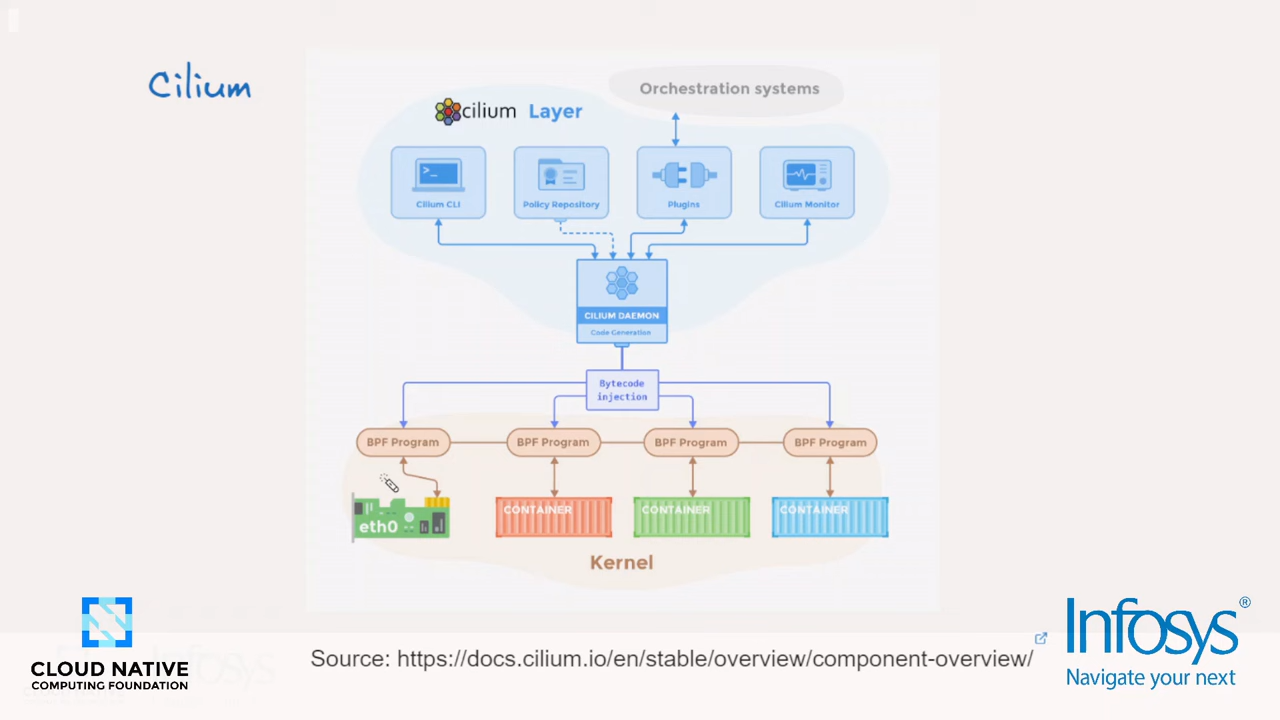 Cilium
Orchestration systems
cilium Layer
Cilium CLI
Policy Repository
Plugins
Cilium Monitor
CILIUM DAEMON
Code Generation
Bytecode
injection
BPF Program
BPF Program
BPF Program
BPF Program
eth0
CONTAINER
CONTAINER
CONTAINER
Kernel
CLOUD NATIVE
COMPUTING FOUNDATION
Source: https://docs.cilium.io/en/stable/overview/component-overview/
Infosys®
Navigate your next